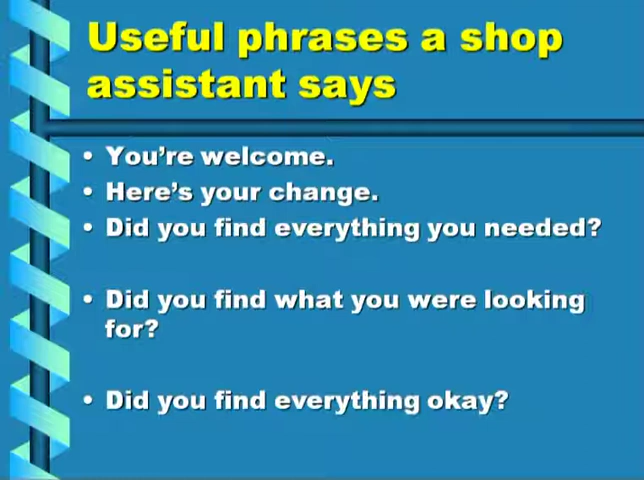 Useful phrases a shop
assistant says
• You're welcome.
• Here's your change.
• Did you find everything you needed?
• Did you find what you were looking
for?
• Did you find everything okay?